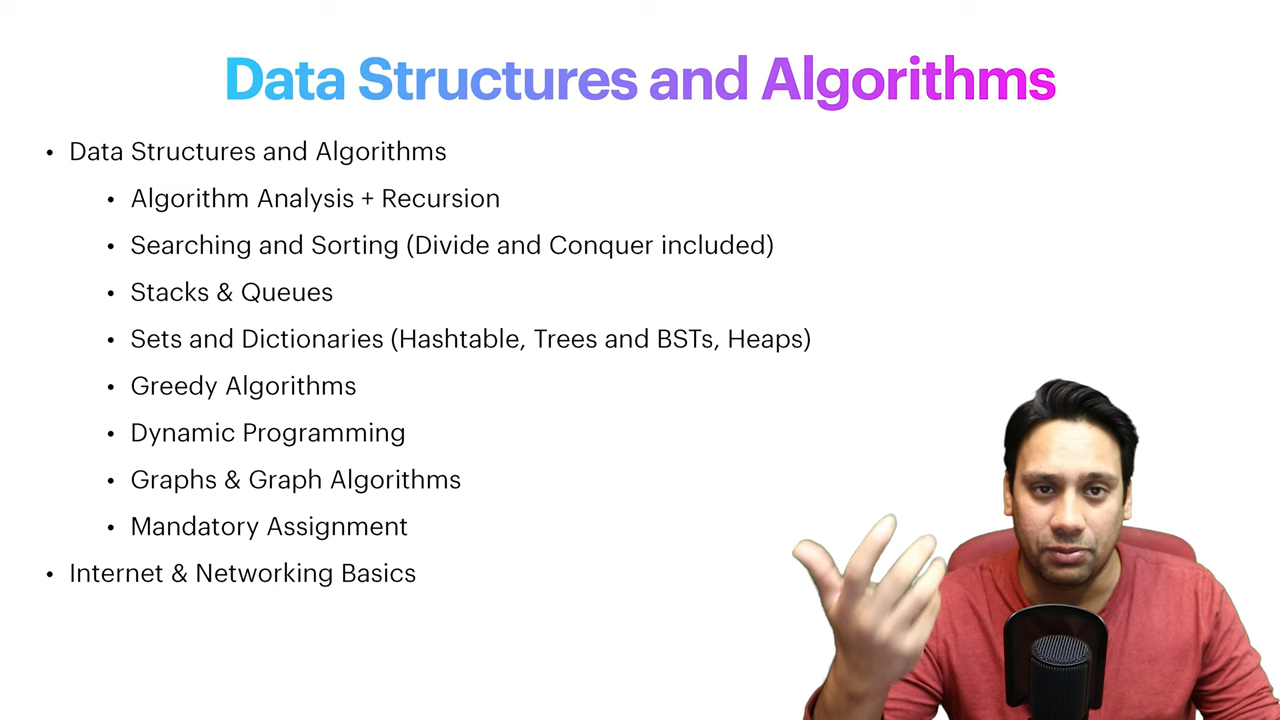 Data Structures and Algorithms
• Data Structures and Algorithms
• Algorithm Analysis + Recursion
• Searching and Sorting (Divide and Conquer included)
• Stacks & Queues
• Sets and Dictionaries (Hashtable, Trees and BSTs, Heaps)
• Greedy Algorithms
• Dynamic Programming
• Graphs & Graph Algorithms
• Mandatory Assignment
• Internet & Networking Basics